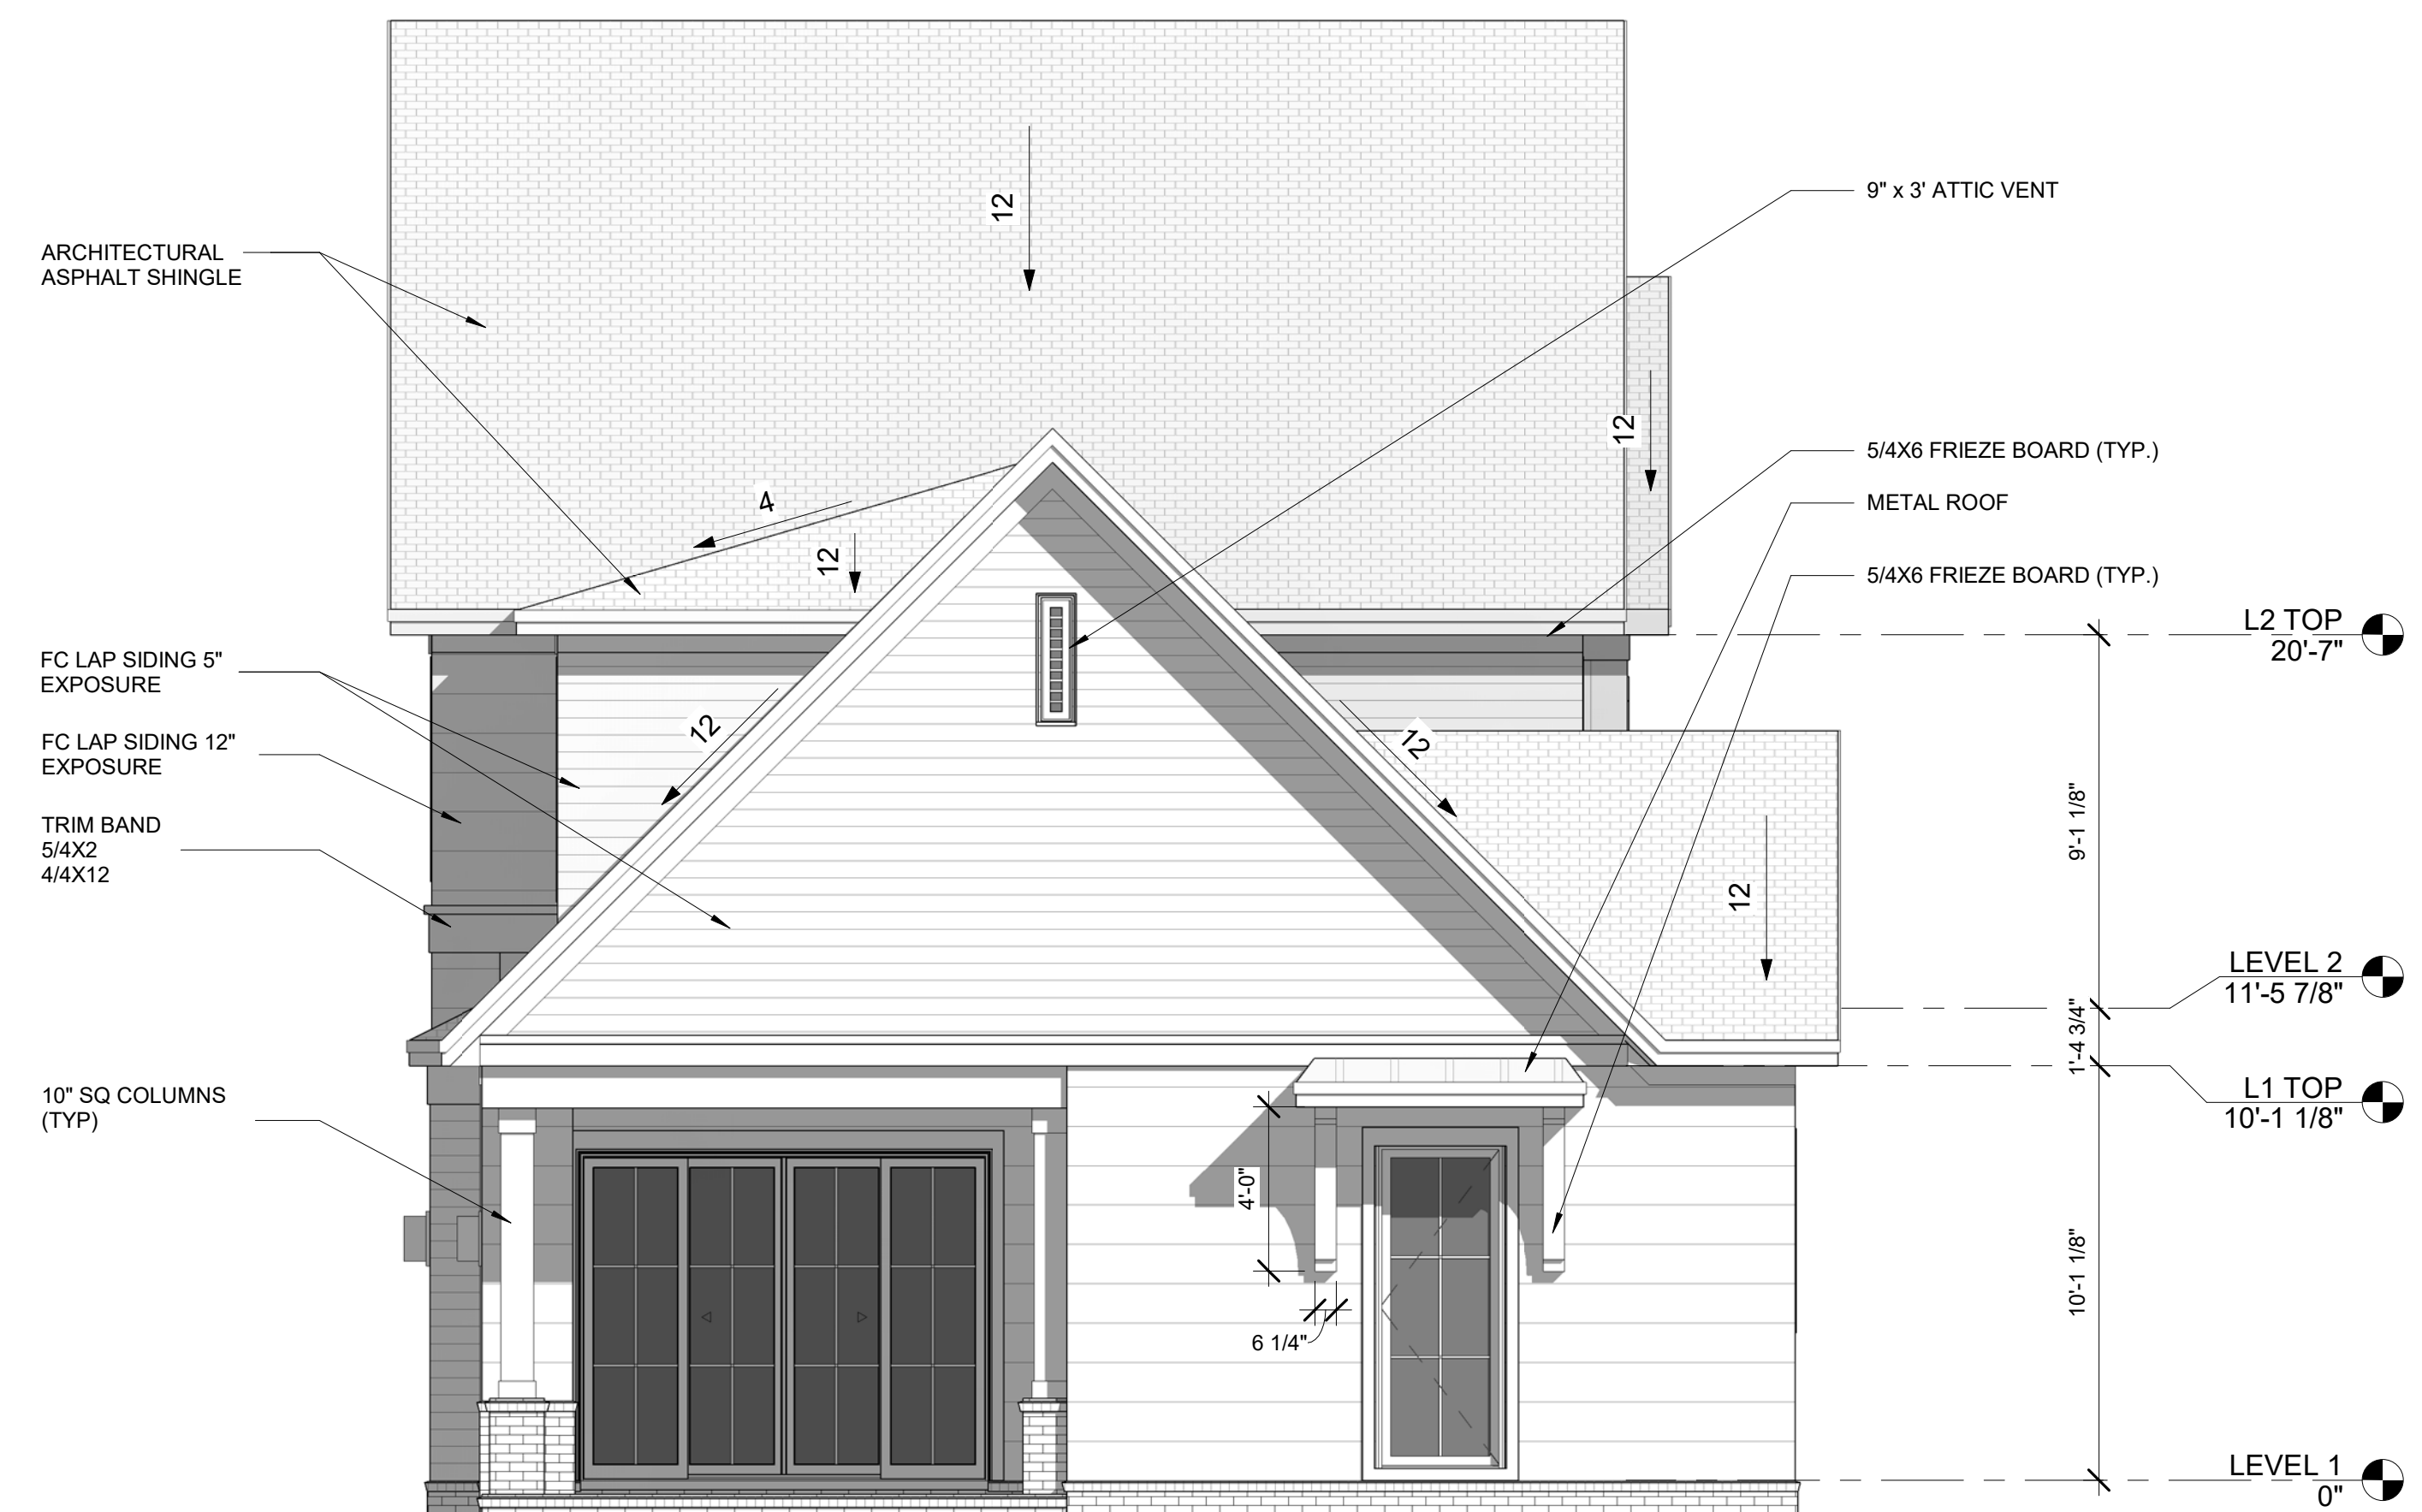 ARCHITECTURAL
ASPHALT SHINGLE
FC LAP SIDING 5"
EXPOSURE
FC LAP SIDING 12"
EXPOSURE
TRIM BAND
5/4X2
4/4X12
10" SQ COLUMNS
(TYP)
12
12
4
12
12
12
12
4'-0"
6 1/4"
9" x 3' ATTIC VENT
5/4X6 FRIEZE BOARD (TYP.)
METAL ROOF
5/4X6 FRIEZE BOARD (TYP.)
9'-1 1/8"
1'-4 3/4"
10'-1 1/8"
L2 TOP
20'-7"
LEVEL 2
11'-5 7/8"
L1 TOP
10'-1 1/8"
LEVEL 1
0"